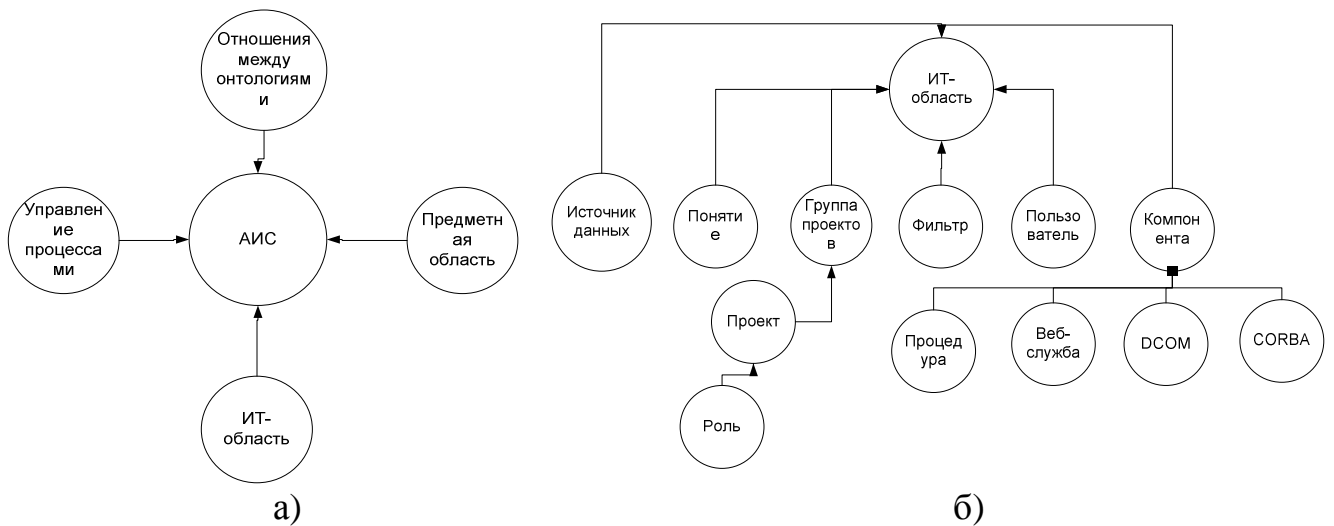 Отношения
между
онтологиям
и
Управлен
ие
процесса
ми
АИС
Предметн
ая
область
ИТ-
область
а)
ИТ-
область
Источник
данных
Поняти
е
Группа
проекто
в
Фильтр
Пользо
ватель
Компон
ента
Проект
Роль
Процед
ура
Веб-
служба
DCOM
CORBA
б)